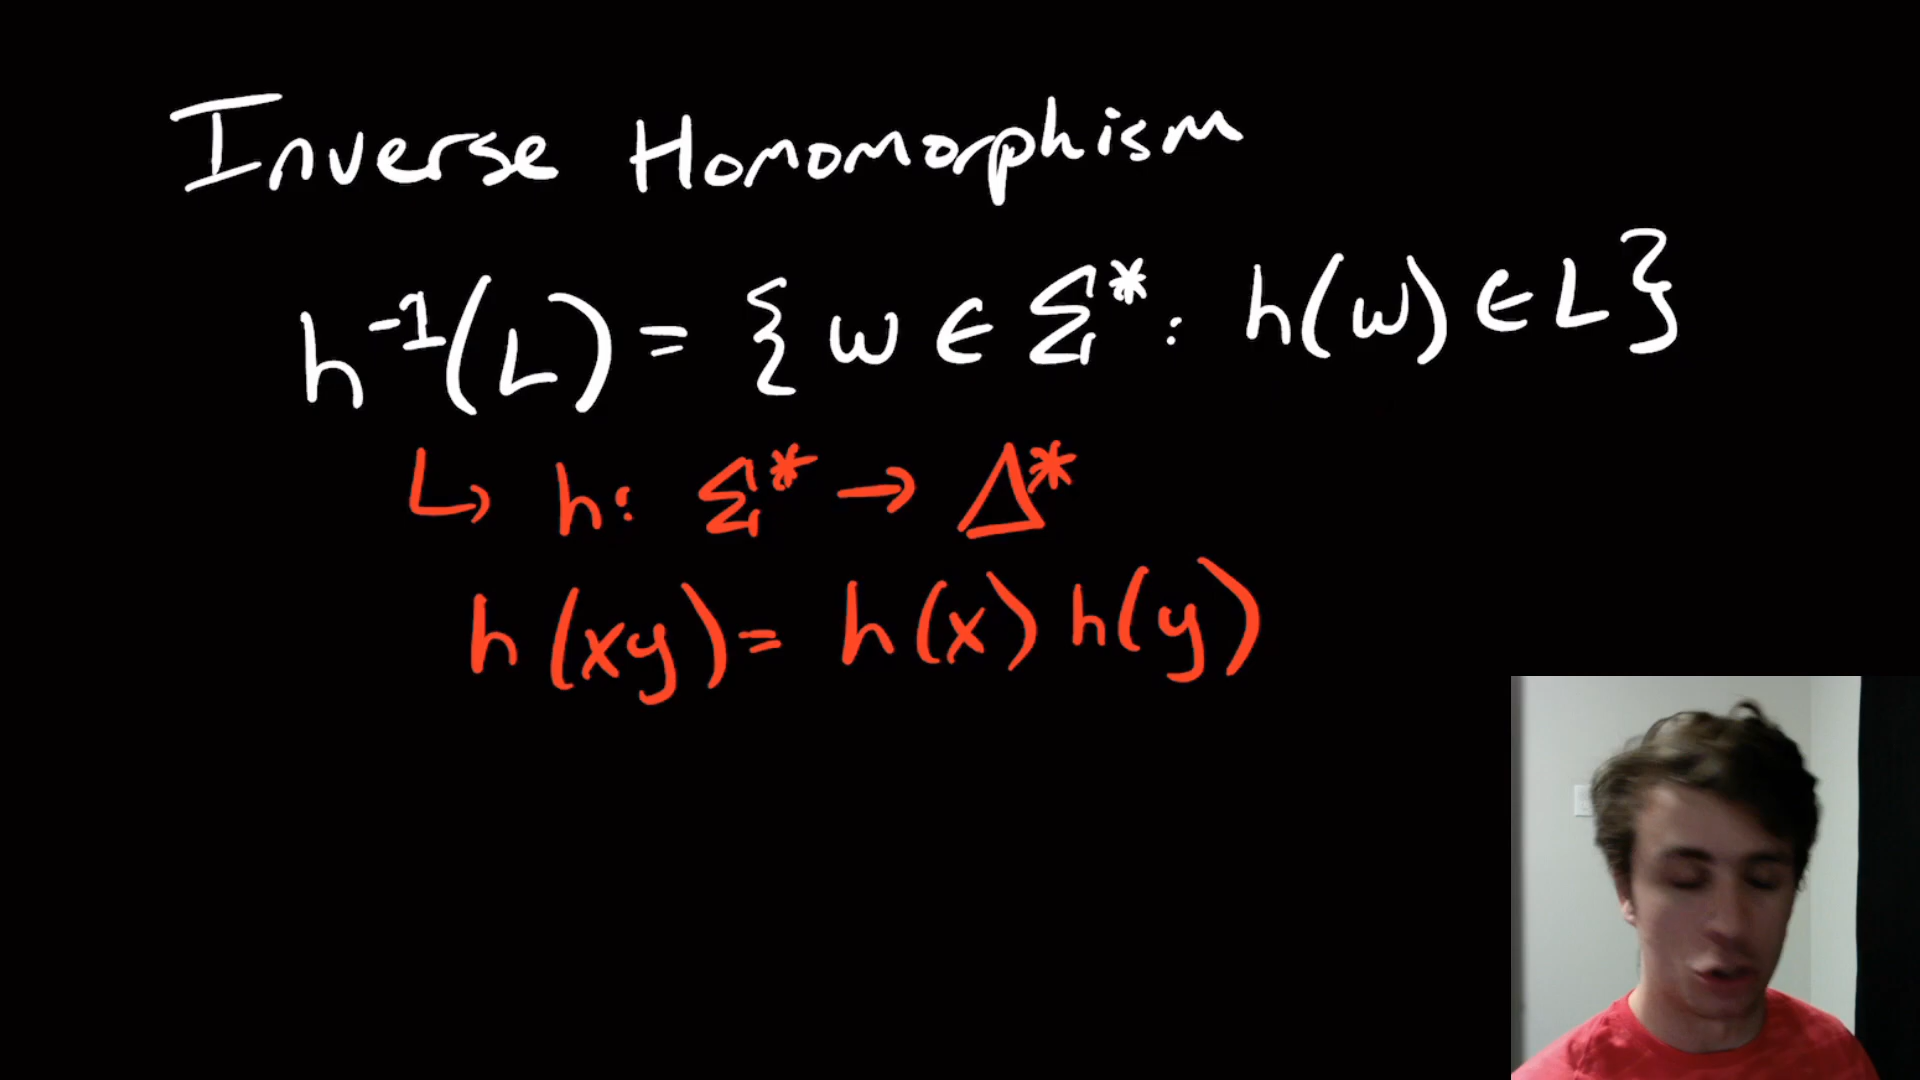 Inverse Homomorphism
h⁻¹(L) = { w ∈ Σ* : h(w) ∈ L }
↳ h: Σ* → Δ*
h(xy) = h(x) h(y)